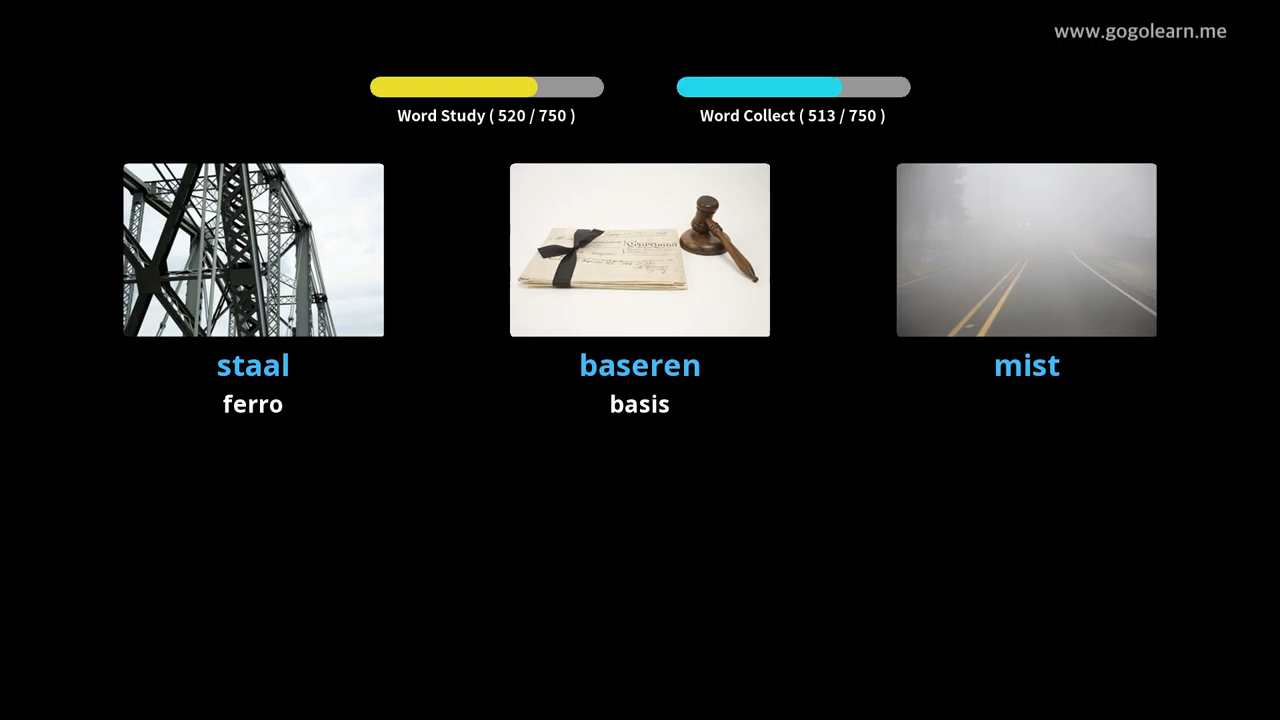 www.gogolearn.me
Word Study ( 520 / 750 )
Word Collect ( 513 / 750 )
staal
baseren
mist
ferro
basis